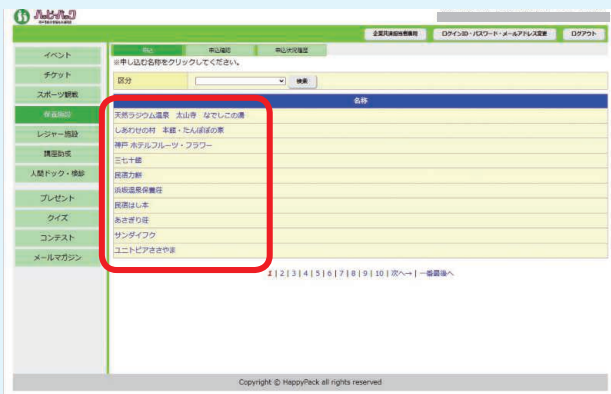 ハッピーパック
企業共済担当者専用 ログインID・パスワード・メールアドレス変更 ログアウト
イベント
チケット
スポーツ観戦
保養施設
レジャー施設
講座助成
人間ドック・検診
プレゼント
クイズ
コンテスト
メールマガジン
申込 申込確認 申込状況履歴
※申し込む名称をクリックしてください。
区分 検索
名称
天然ラジウム温泉 太山寺 なでしこの湯
しあわせの村 本館・たんぽぽの家
神戸 ホテルフルーツ・フラワー
三七十館
民宿力餅
浜坂温泉保養荘
民宿はし本
あさぎり荘
サンダイフク
ユニトピアささやま
1 | 2 | 3 | 4 | 5 | 6 | 7 | 8 | 9 | 10 | 次へ→ | 一番最後へ
Copyright © HappyPack all rights reserved